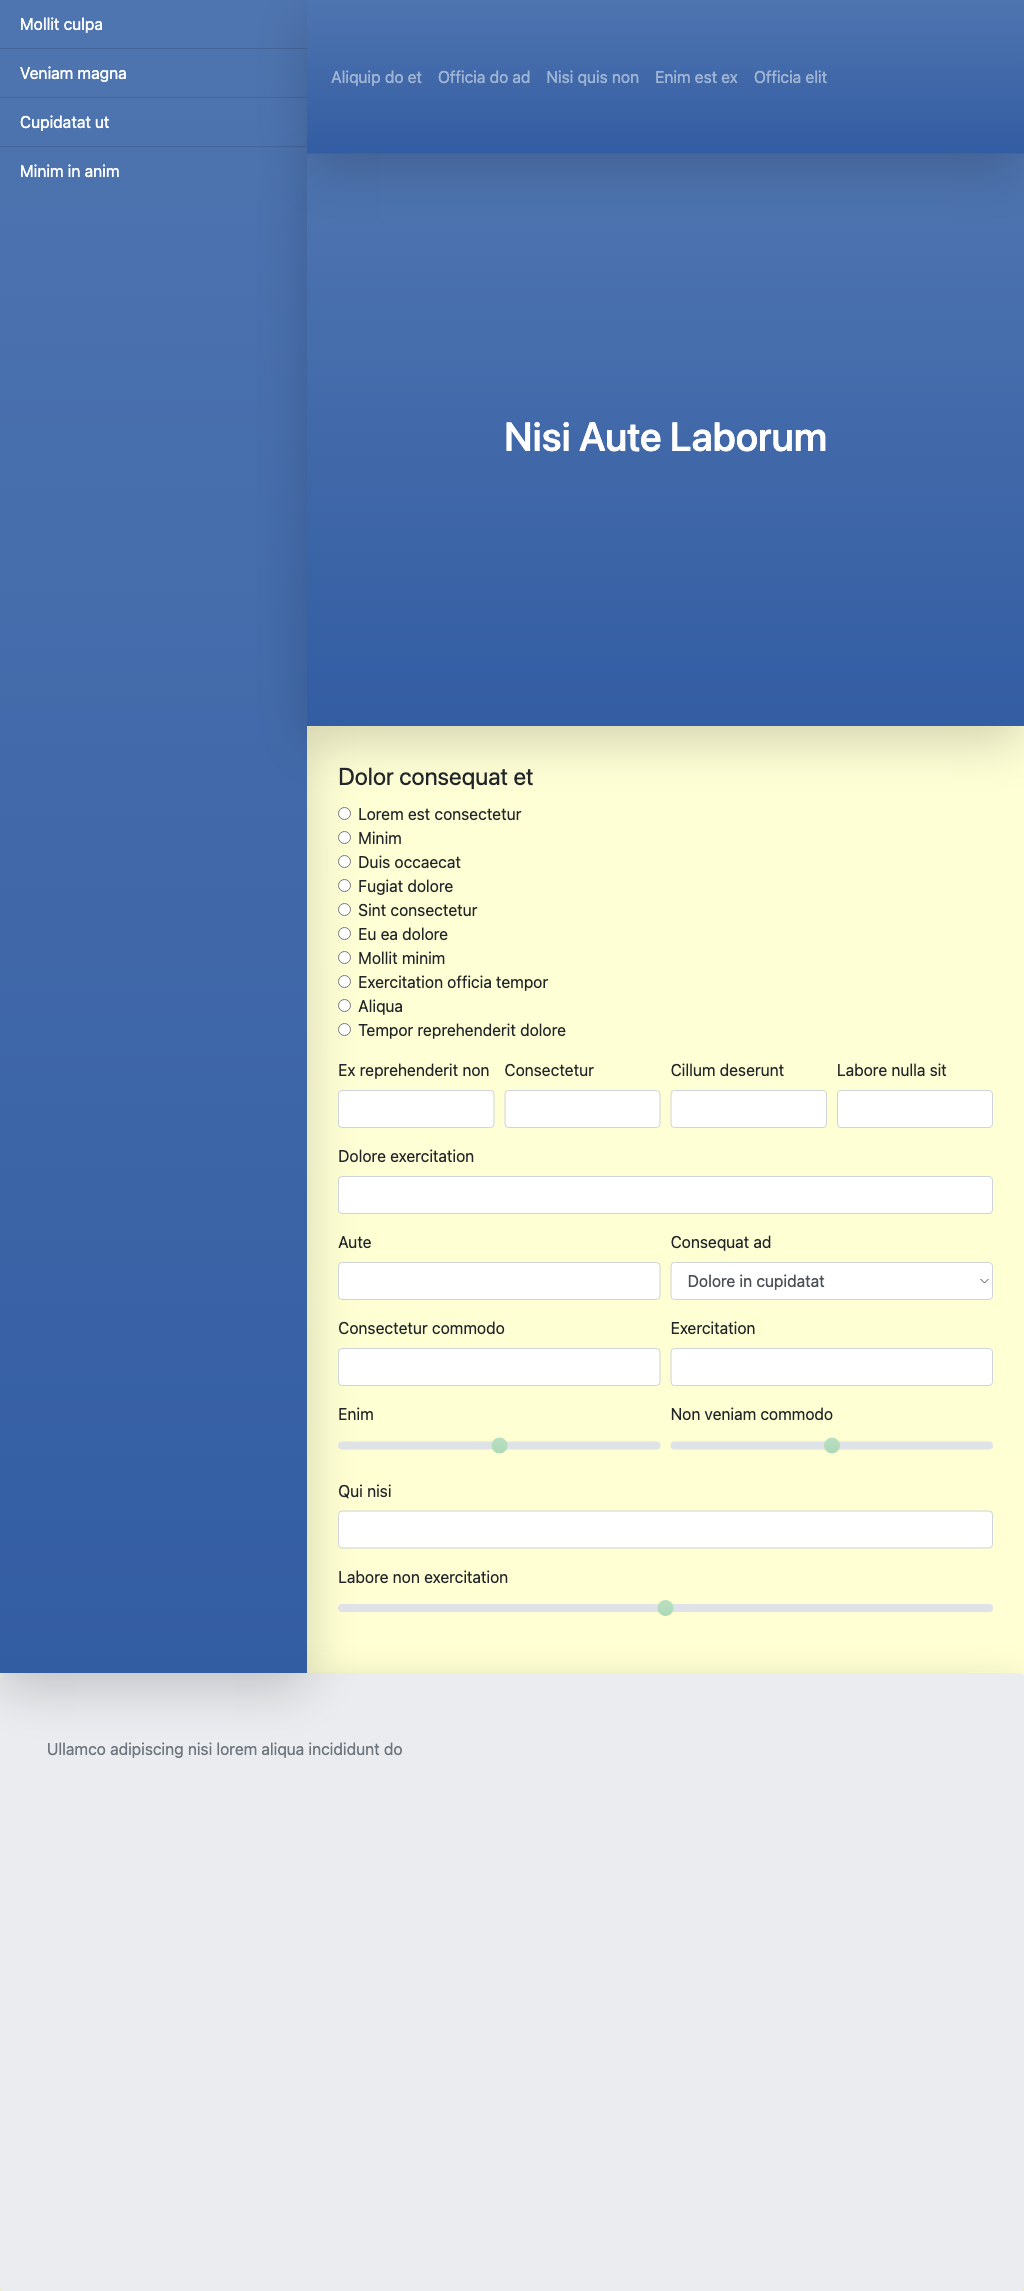 Mollit culpa
Veniam magna
Cupidatat ut
Minim in anim
Aliquip do et
Officia do ad
Nisi quis non
Enim est ex
Officia elit
Nisi Aute Laborum
Dolor consequat et
Lorem est consectetur
Minim
Duis occaecat
Fugiat dolore
Sint consectetur
Eu ea dolore
Mollit minim
Exercitation officia tempor
Aliqua
Tempor reprehenderit dolore
Ex reprehenderit non
Consectetur
Cillum deserunt
Labore nulla sit
Dolore exercitation
Aute
Consequat ad
Dolore in cupidatat
Consectetur commodo
Exercitation
Enim
Non veniam commodo
Qui nisi
Labore non exercitation
Ullamco adipiscing nisi lorem aliqua incididunt do